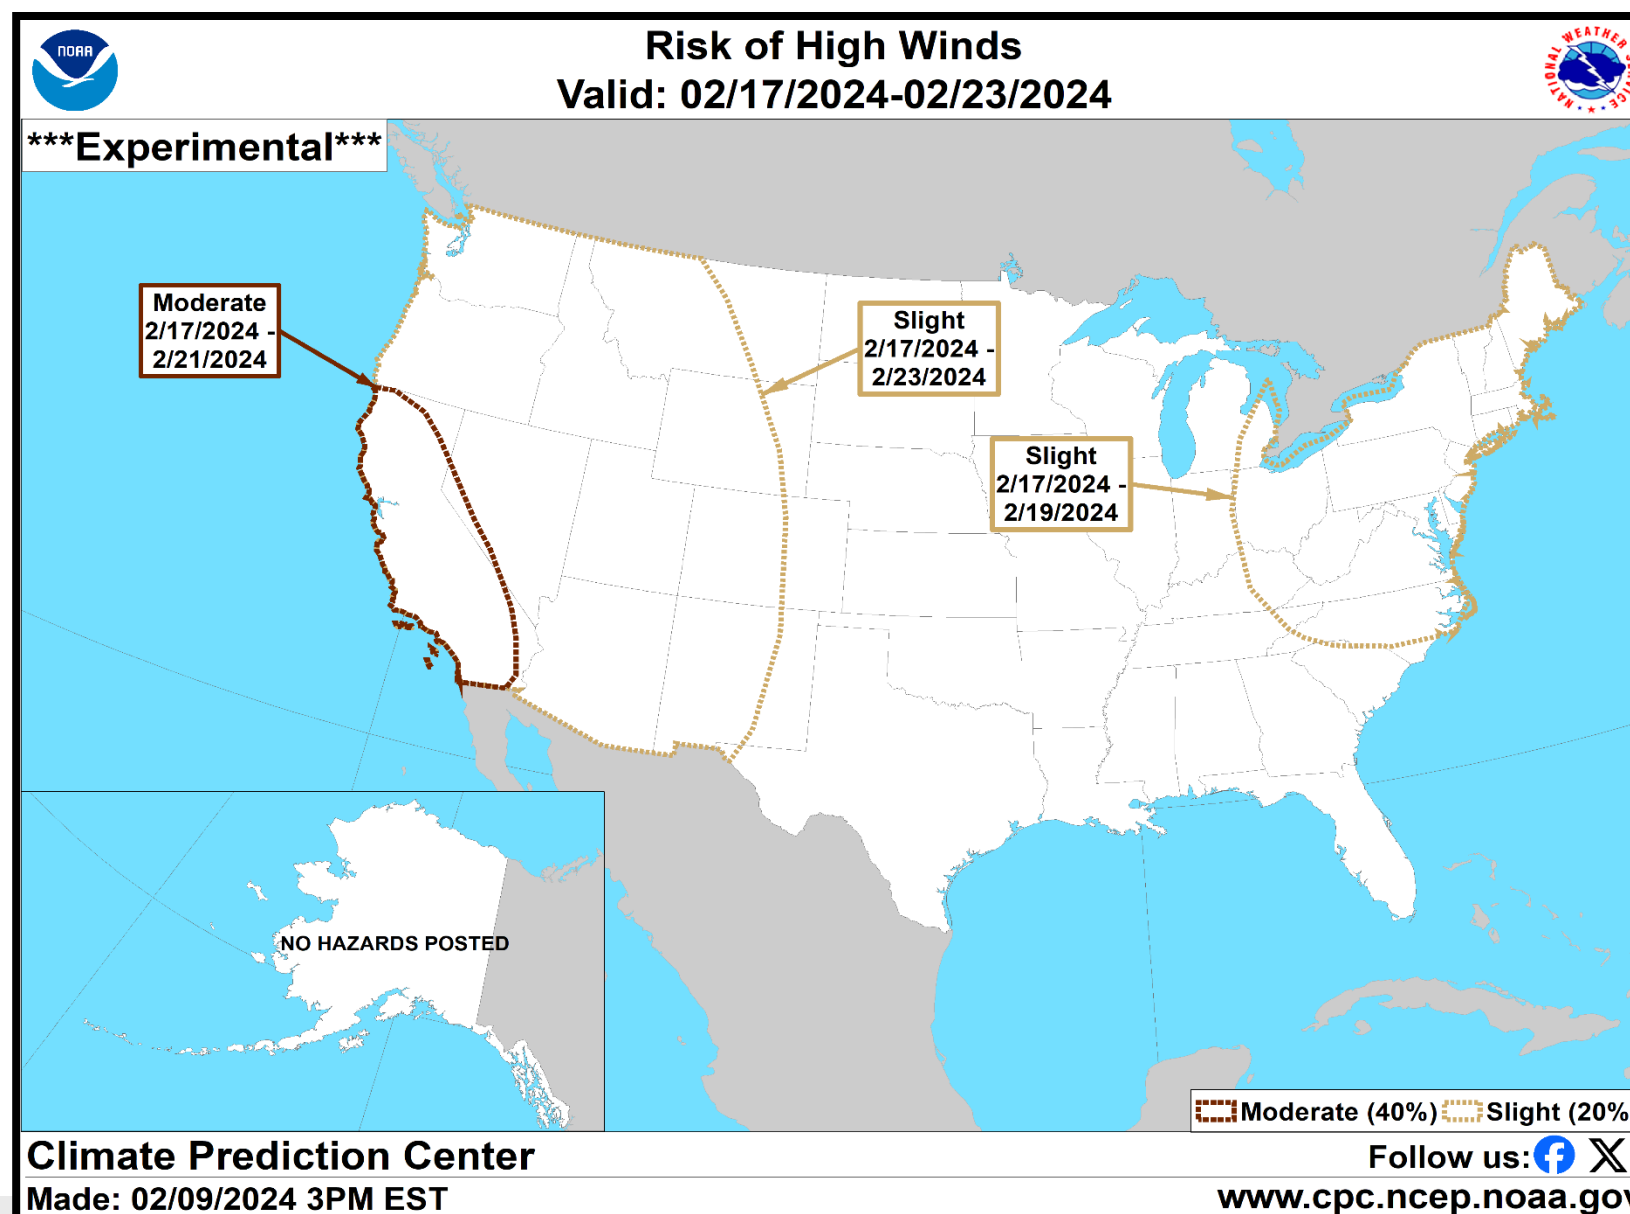 NOAA
Risk of High Winds
Valid: 02/17/2024-02/23/2024
NATIONAL WEATHER SERVICE
***Experimental***
Moderate
2/17/2024 -
2/21/2024
Slight
2/17/2024 -
2/23/2024
Slight
2/17/2024 -
2/19/2024
NO HAZARDS POSTED
Moderate (40%) Slight (20%
Climate Prediction Center
Follow us:
Made: 02/09/2024 3PM EST
www.cpc.ncep.noaa.gov